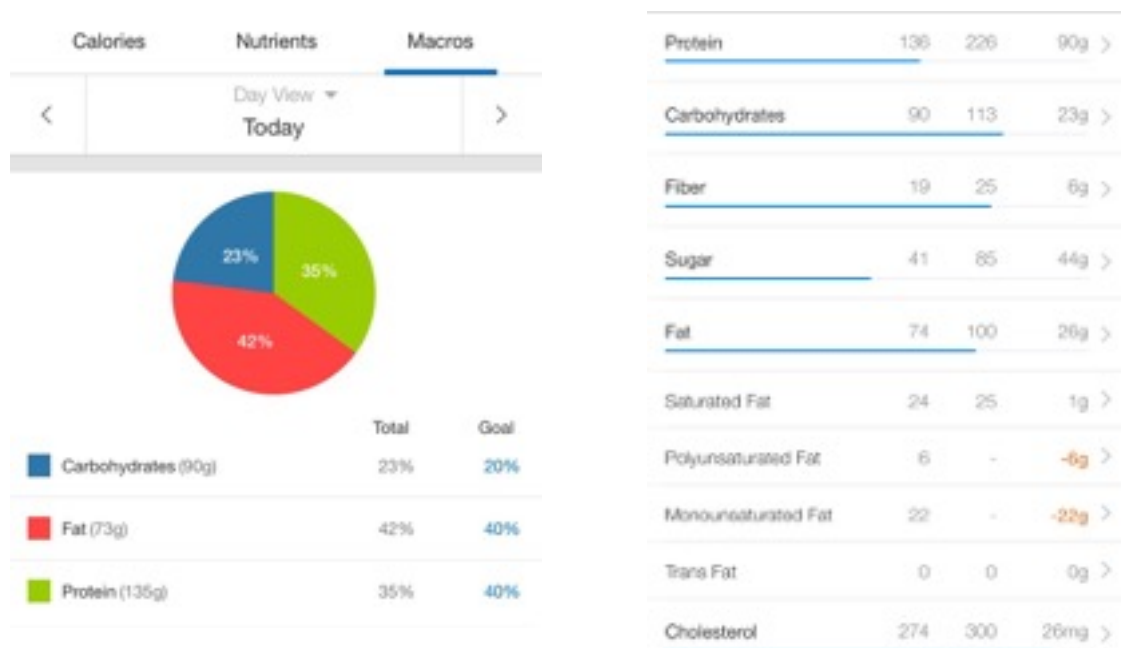 Calories Nutrients Macros
Day View
Today
23%
35%
42%
Total Goal
Carbohydrates (90g) 23% 20%
Fat (73g) 42% 40%
Protein (135g) 35% 40%
Protein 136 226 90g
Carbohydrates 90 113 23g
Fiber 19 25 6g
Sugar 41 85 44g
Fat 74 100 26g
Saturated Fat 24 25 1g
Polyunsaturated Fat 6 - -6g
Monounsaturated Fat 22 - -22g
Trans Fat 0 0 0g
Cholesterol 274 300 26mg